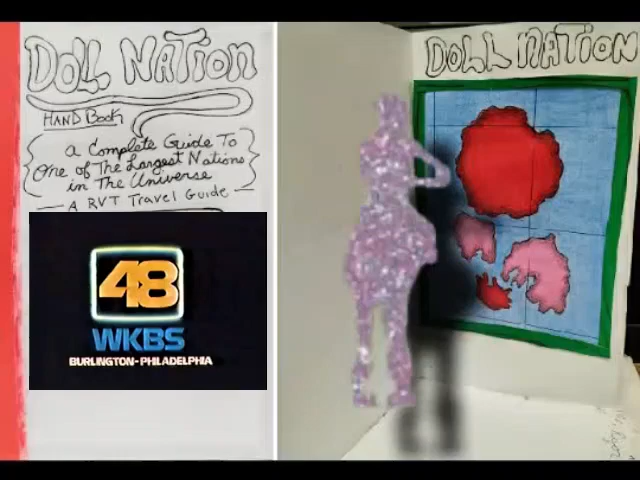 DOLL NATION
HAND Book
a Complete Guide To
One of The Largest Nations
in The Universe
— A RVT Travel Guide —
48
WKBS
BURLINGTON-PHILADELPHIA
DOLL NATION